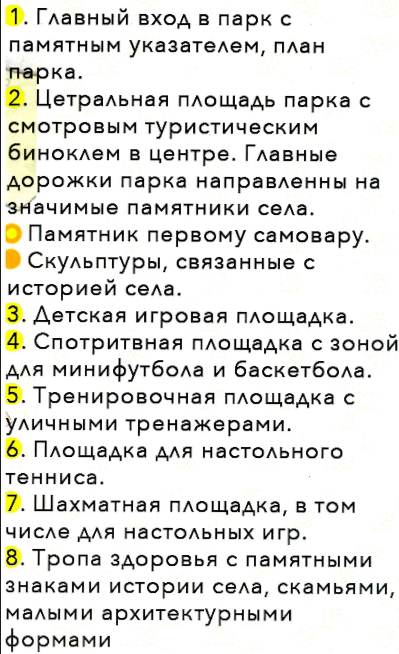 1. Главный вход в парк с
памятным указателем, план
парка.
2. Цетральная площадь парка с
смотровым туристическим
биноклем в центре. Главные
дорожки парка направленны на
значимые памятники села.
Памятник первому самовару.
Скульптуры, связанные с
историей села.
3. Детская игровая площадка.
4. Спотритвная площадка с зоной
для минифутбола и баскетбола.
5. Тренировочная площадка с
уличными тренажерами.
6. Площадка для настольного
тенниса.
7. Шахматная площадка, в том
числе для настольных игр.
8. Тропа здоровья с памятными
знаками истории села, скамьями,
малыми архитектурными
формами